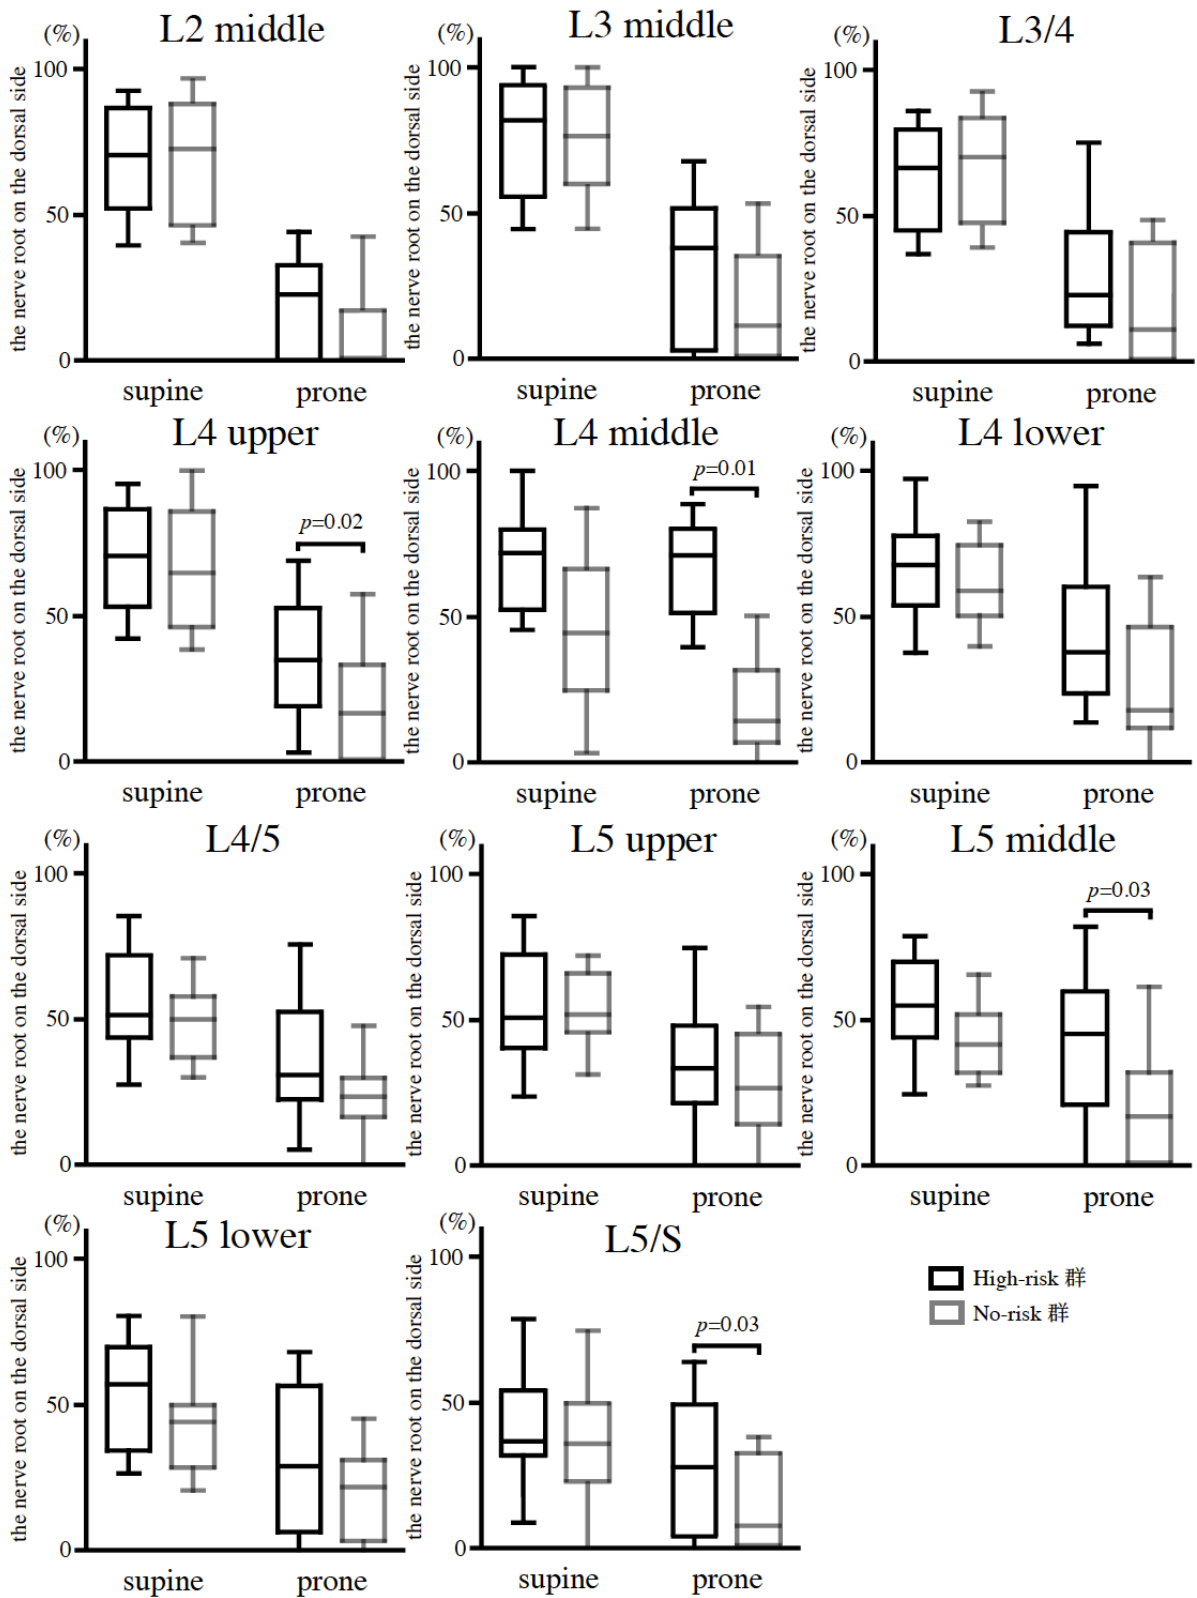 L2 middle
(%)
the nerve root on the dorsal side
100
50
0
supine prone
L3 middle
(%)
the nerve root on the dorsal side
100
50
0
supine prone
L3/4
(%)
the nerve root on the dorsal side
100
50
0
supine prone
L4 upper
(%)
the nerve root on the dorsal side
100
50
0
p=0.02
supine prone
L4 middle
(%)
the nerve root on the dorsal side
100
50
0
p=0.01
supine prone
L4 lower
(%)
the nerve root on the dorsal side
100
50
0
supine prone
L4/5
(%)
the nerve root on the dorsal side
100
50
0
supine prone
L5 upper
(%)
the nerve root on the dorsal side
100
50
0
supine prone
L5 middle
(%)
the nerve root on the dorsal side
100
50
0
p=0.03
supine prone
L5 lower
(%)
the nerve root on the dorsal side
100
50
0
supine prone
L5/S
(%)
the nerve root on the dorsal side
100
50
0
p=0.03
supine prone
High-risk 群
No-risk 群